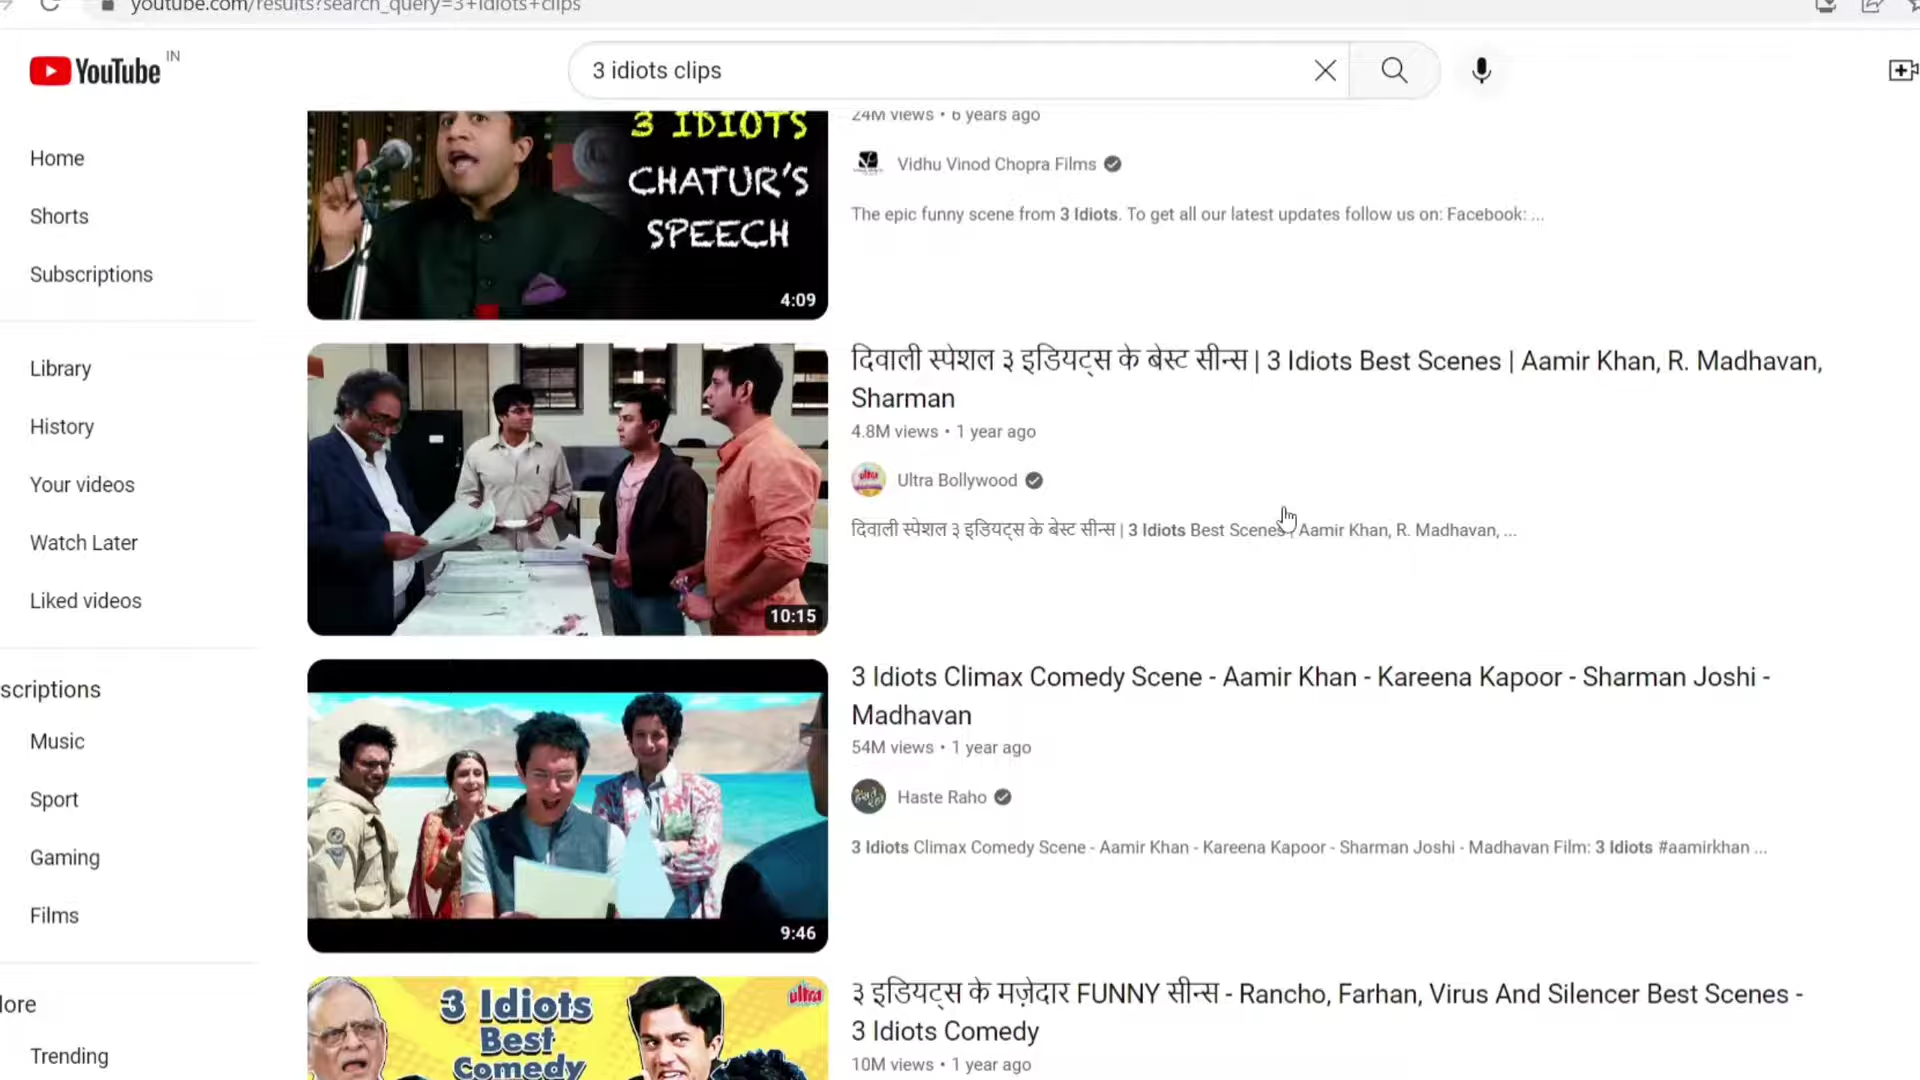 youtube.com/results?search_query=3+idiots+clips
YouTube IN
3 idiots clips
Home
Shorts
Subscriptions
Library
History
Your videos
Watch Later
Liked videos
scriptions
Music
Sport
Gaming
Films
lore
Trending
3 IDIOTS
CHATUR'S
SPEECH
4:09
24M views • 6 years ago
Vidhu Vinod Chopra Films
The epic funny scene from 3 Idiots. To get all our latest updates follow us on: Facebook: ...
10:15
दिवाली स्पेशल ३ इडियट्स के बेस्ट सीन्स | 3 Idiots Best Scenes | Aamir Khan, R. Madhavan,
Sharman
4.8M views • 1 year ago
Ultra Bollywood
दिवाली स्पेशल ३ इडियट्स के बेस्ट सीन्स | 3 Idiots Best Scenes | Aamir Khan, R. Madhavan, ...
9:46
3 Idiots Climax Comedy Scene - Aamir Khan - Kareena Kapoor - Sharman Joshi -
Madhavan
54M views • 1 year ago
Haste Raho
3 Idiots Climax Comedy Scene - Aamir Khan - Kareena Kapoor - Sharman Joshi - Madhavan Film: 3 Idiots #aamirkhan ...
3 Idiots
Best
Comedy
ultra
३ इडियट्स के मज़ेदार FUNNY सीन्स - Rancho, Farhan, Virus And Silencer Best Scenes -
3 Idiots Comedy
10M views • 1 year ago